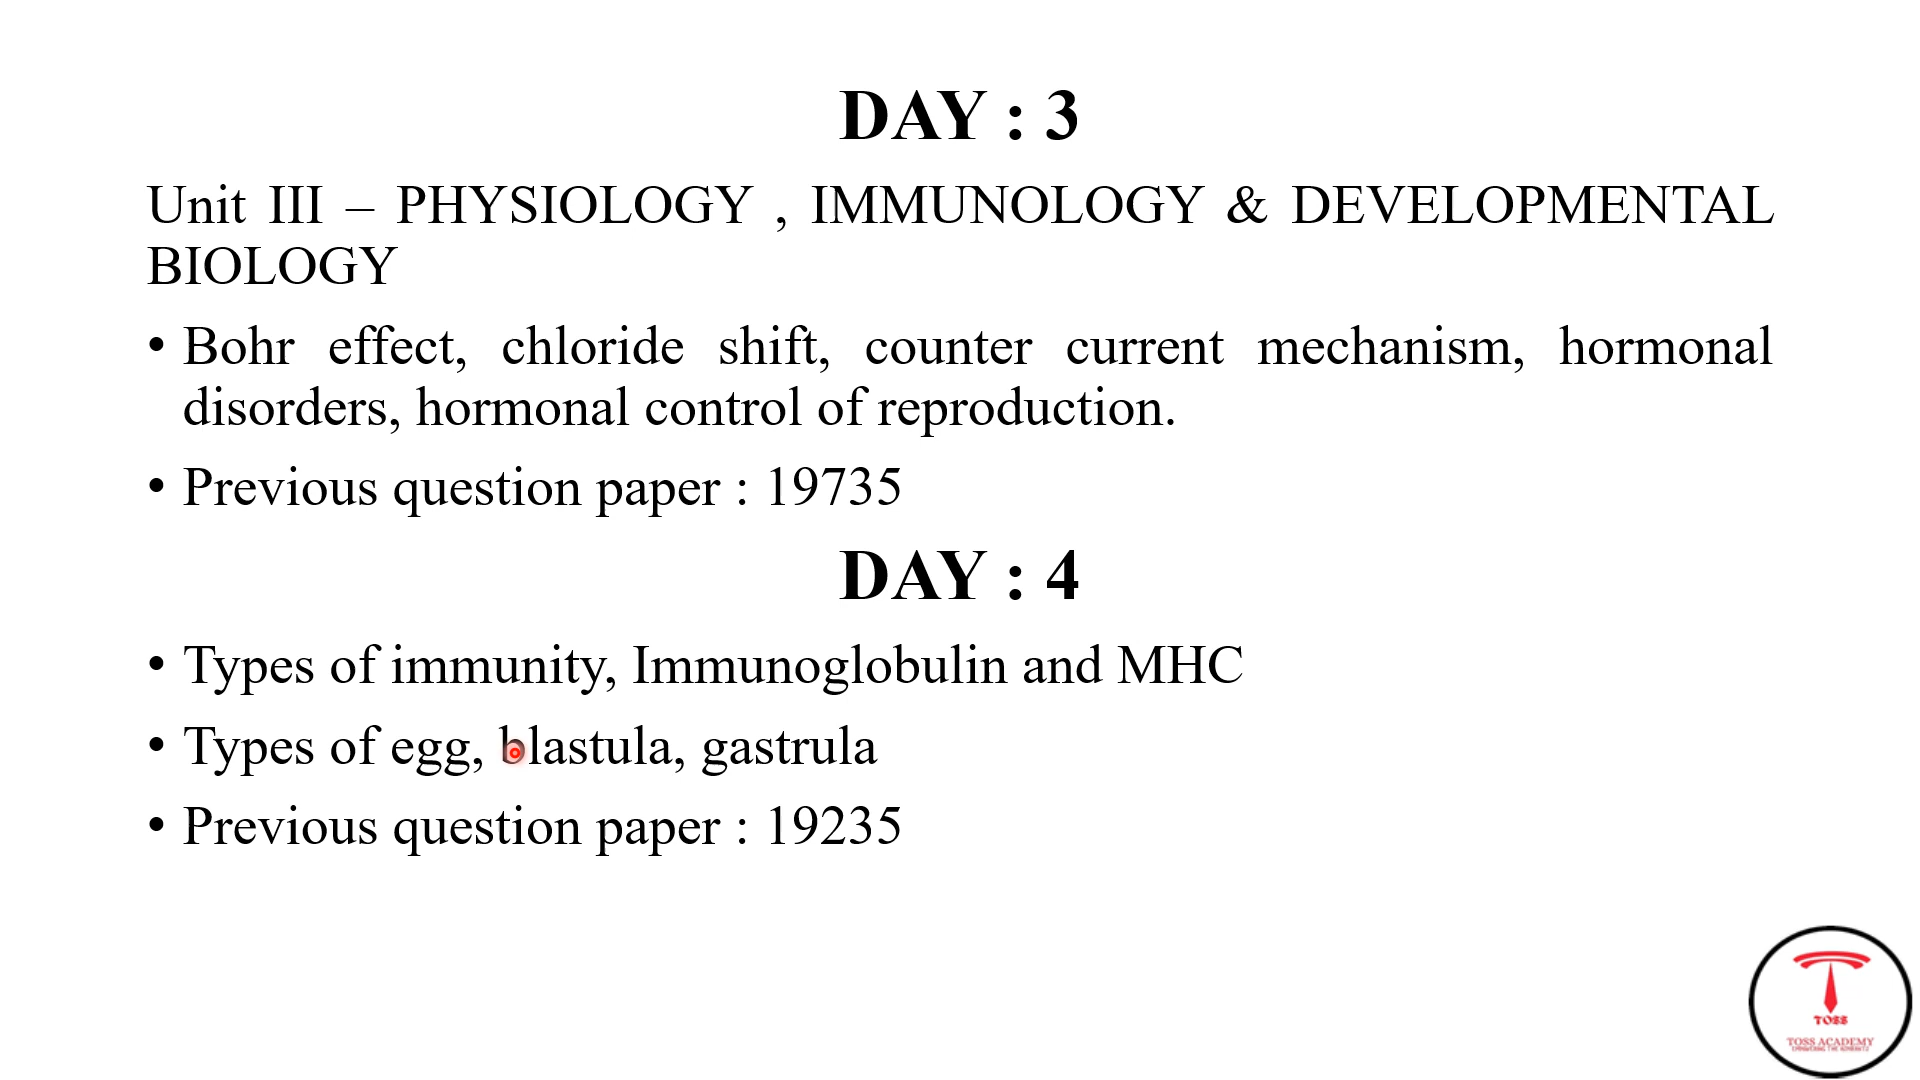 DAY : 3
Unit III – PHYSIOLOGY , IMMUNOLOGY & DEVELOPMENTAL
BIOLOGY
• Bohr effect, chloride shift, counter current mechanism, hormonal
disorders, hormonal control of reproduction.
• Previous question paper : 19735
DAY : 4
• Types of immunity, Immunoglobulin and MHC
• Types of egg, blastula, gastrula
• Previous question paper : 19235
TOSS
TOSS ACADEMY